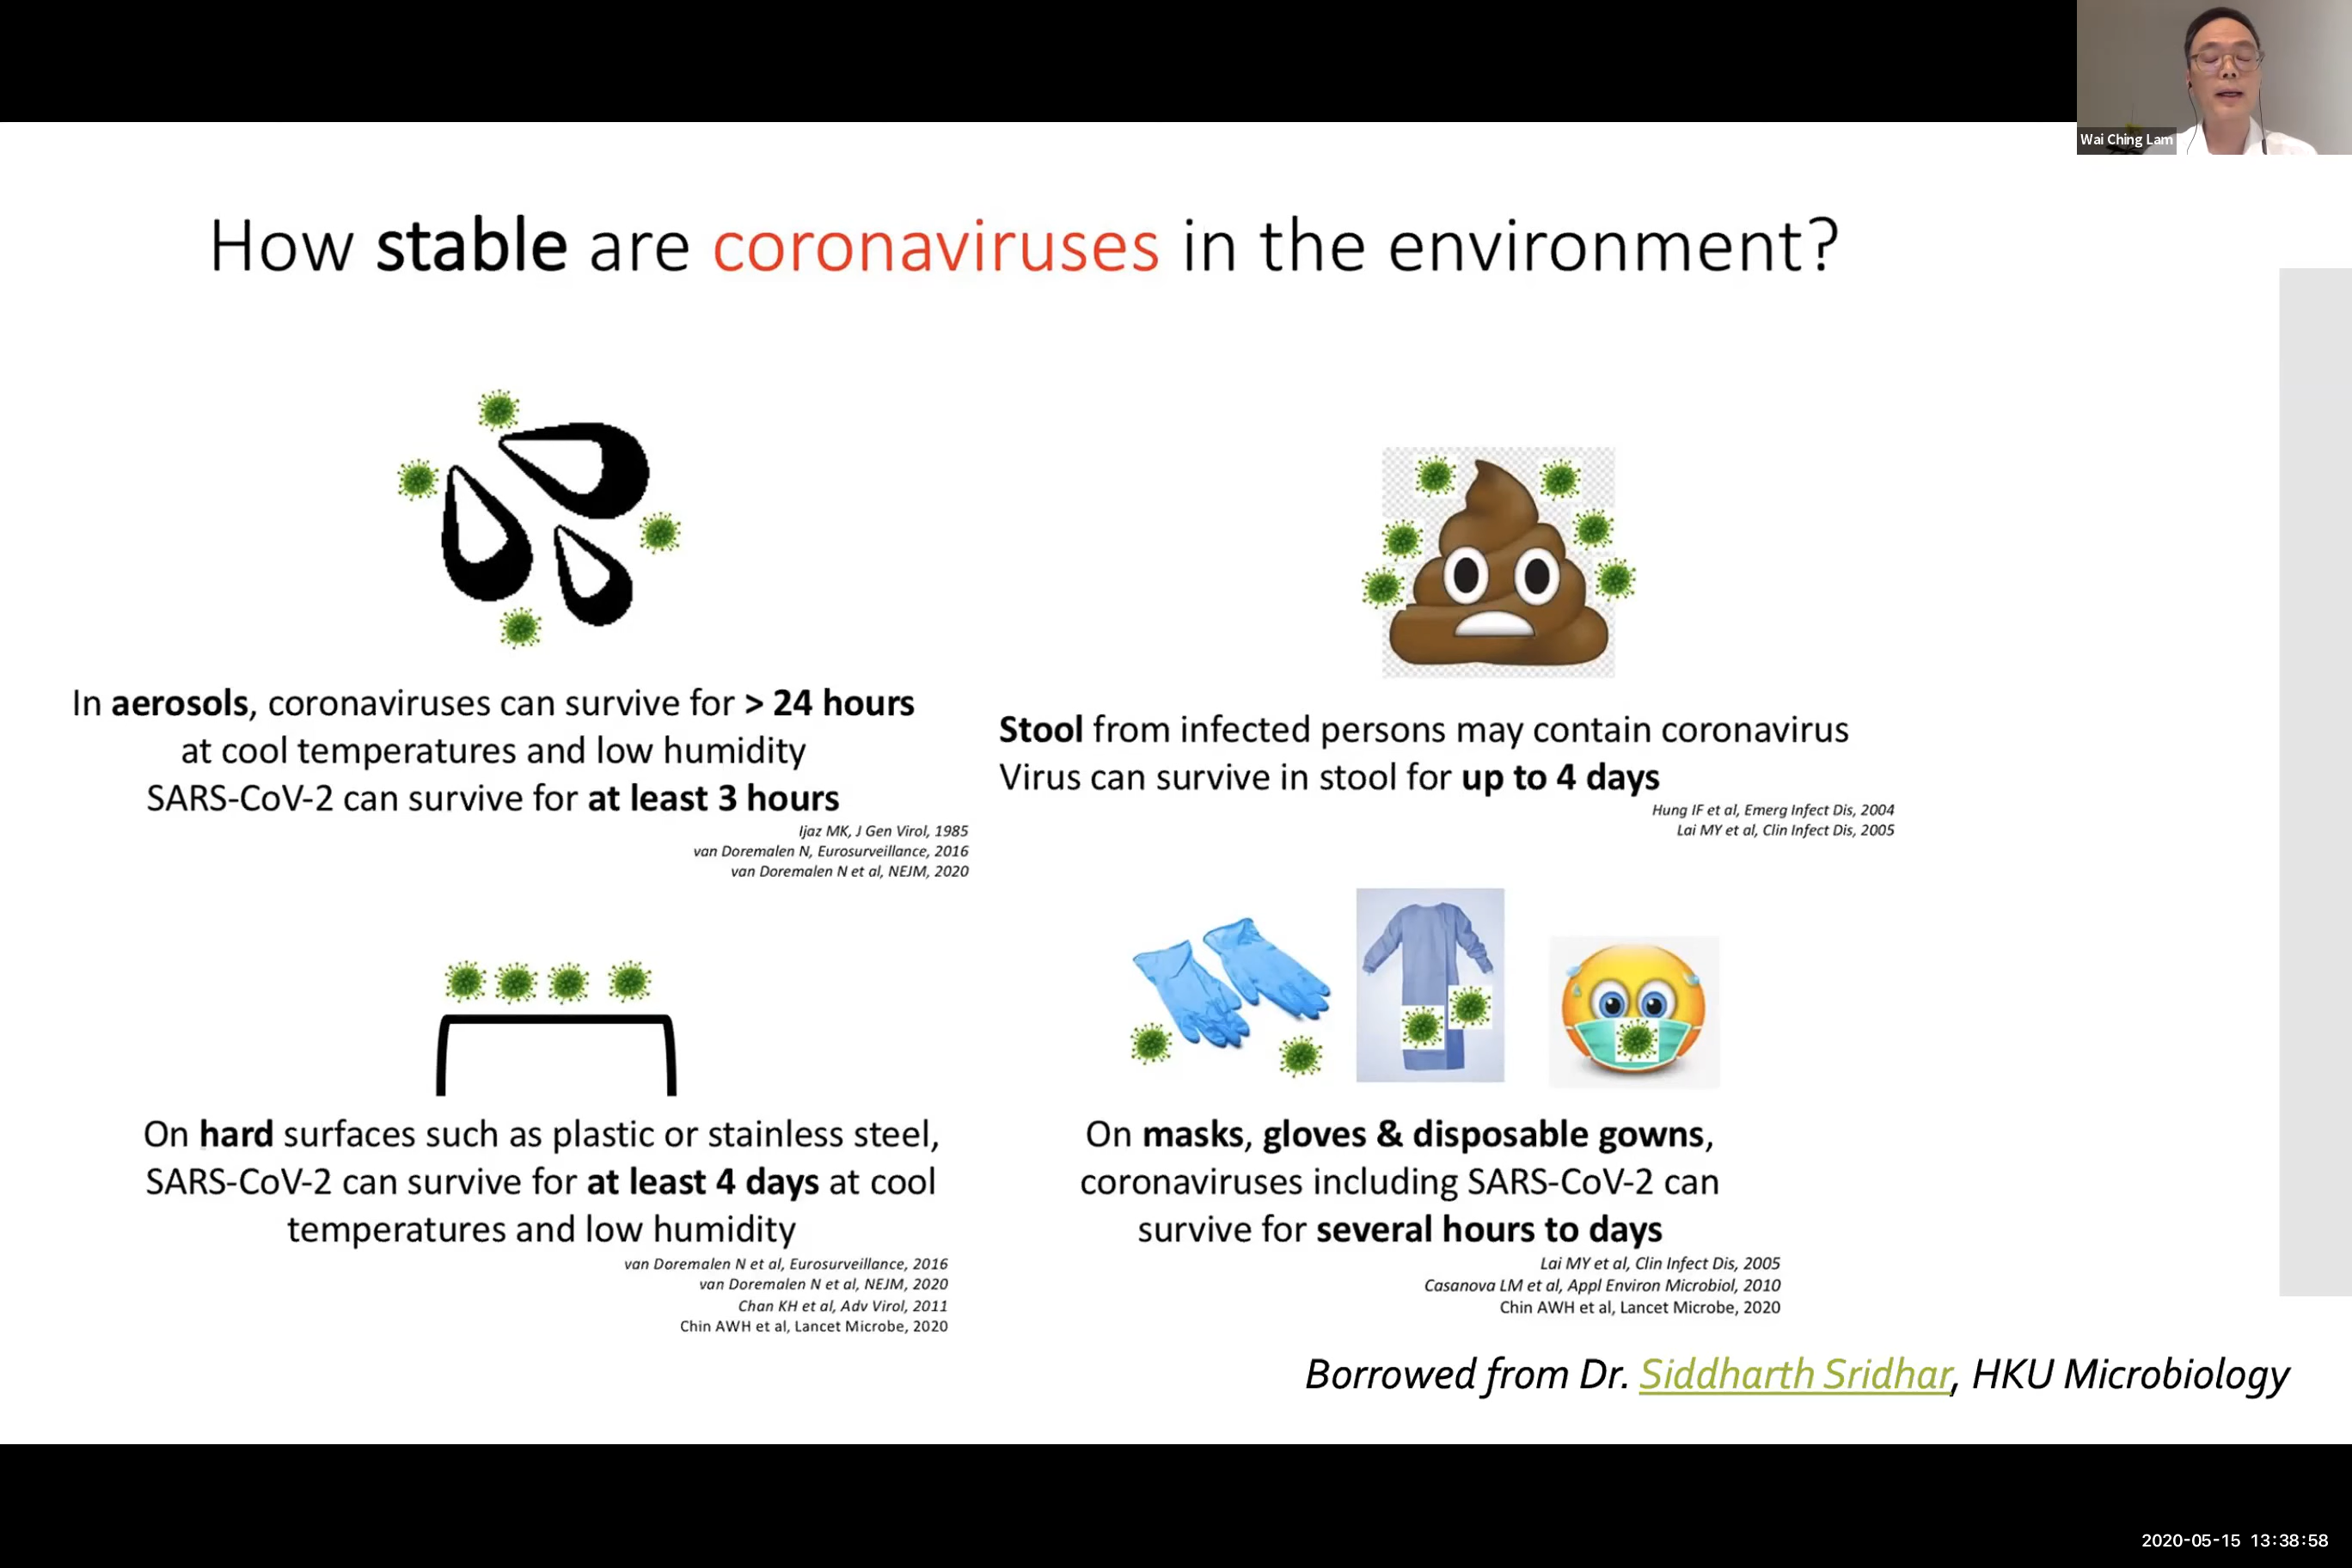 Wai Ching Lam
How stable are coronaviruses in the environment?
In aerosols, coronaviruses can survive for > 24 hours
at cool temperatures and low humidity
SARS-CoV-2 can survive for at least 3 hours
Ijaz MK, J Gen Virol, 1985
van Doremalen N, Eurosurveillance, 2016
van Doremalen N et al, NEJM, 2020
Stool from infected persons may contain coronavirus
Virus can survive in stool for up to 4 days
Hung IF et al, Emerg Infect Dis, 2004
Lai MY et al, Clin Infect Dis, 2005
On hard surfaces such as plastic or stainless steel,
SARS-CoV-2 can survive for at least 4 days at cool
temperatures and low humidity
van Doremalen N et al, Eurosurveillance, 2016
van Doremalen N et al, NEJM, 2020
Chan KH et al, Adv Virol, 2011
Chin AWH et al, Lancet Microbe, 2020
On masks, gloves & disposable gowns,
coronaviruses including SARS-CoV-2 can
survive for several hours to days
Lai MY et al, Clin Infect Dis, 2005
Casanova LM et al, Appl Environ Microbiol, 2010
Chin AWH et al, Lancet Microbe, 2020
Borrowed from Dr. Siddharth Sridhar, HKU Microbiology
2020-05-15 13:38:58